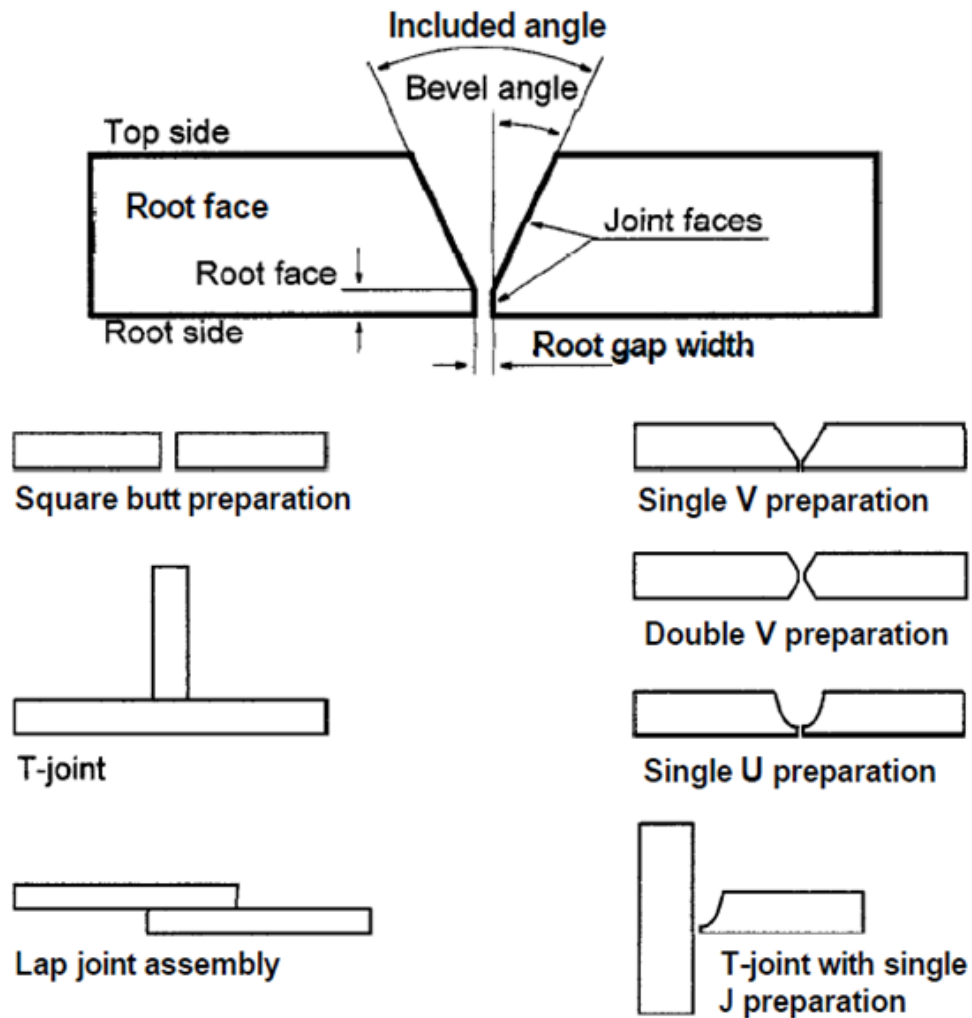 Included angle
Bevel angle
Top side
Root face
Joint faces
Root face
Root side
Root gap width
Square butt preparation
Single V preparation
Double V preparation
T-joint
Single U preparation
Lap joint assembly
T-joint with single
J preparation